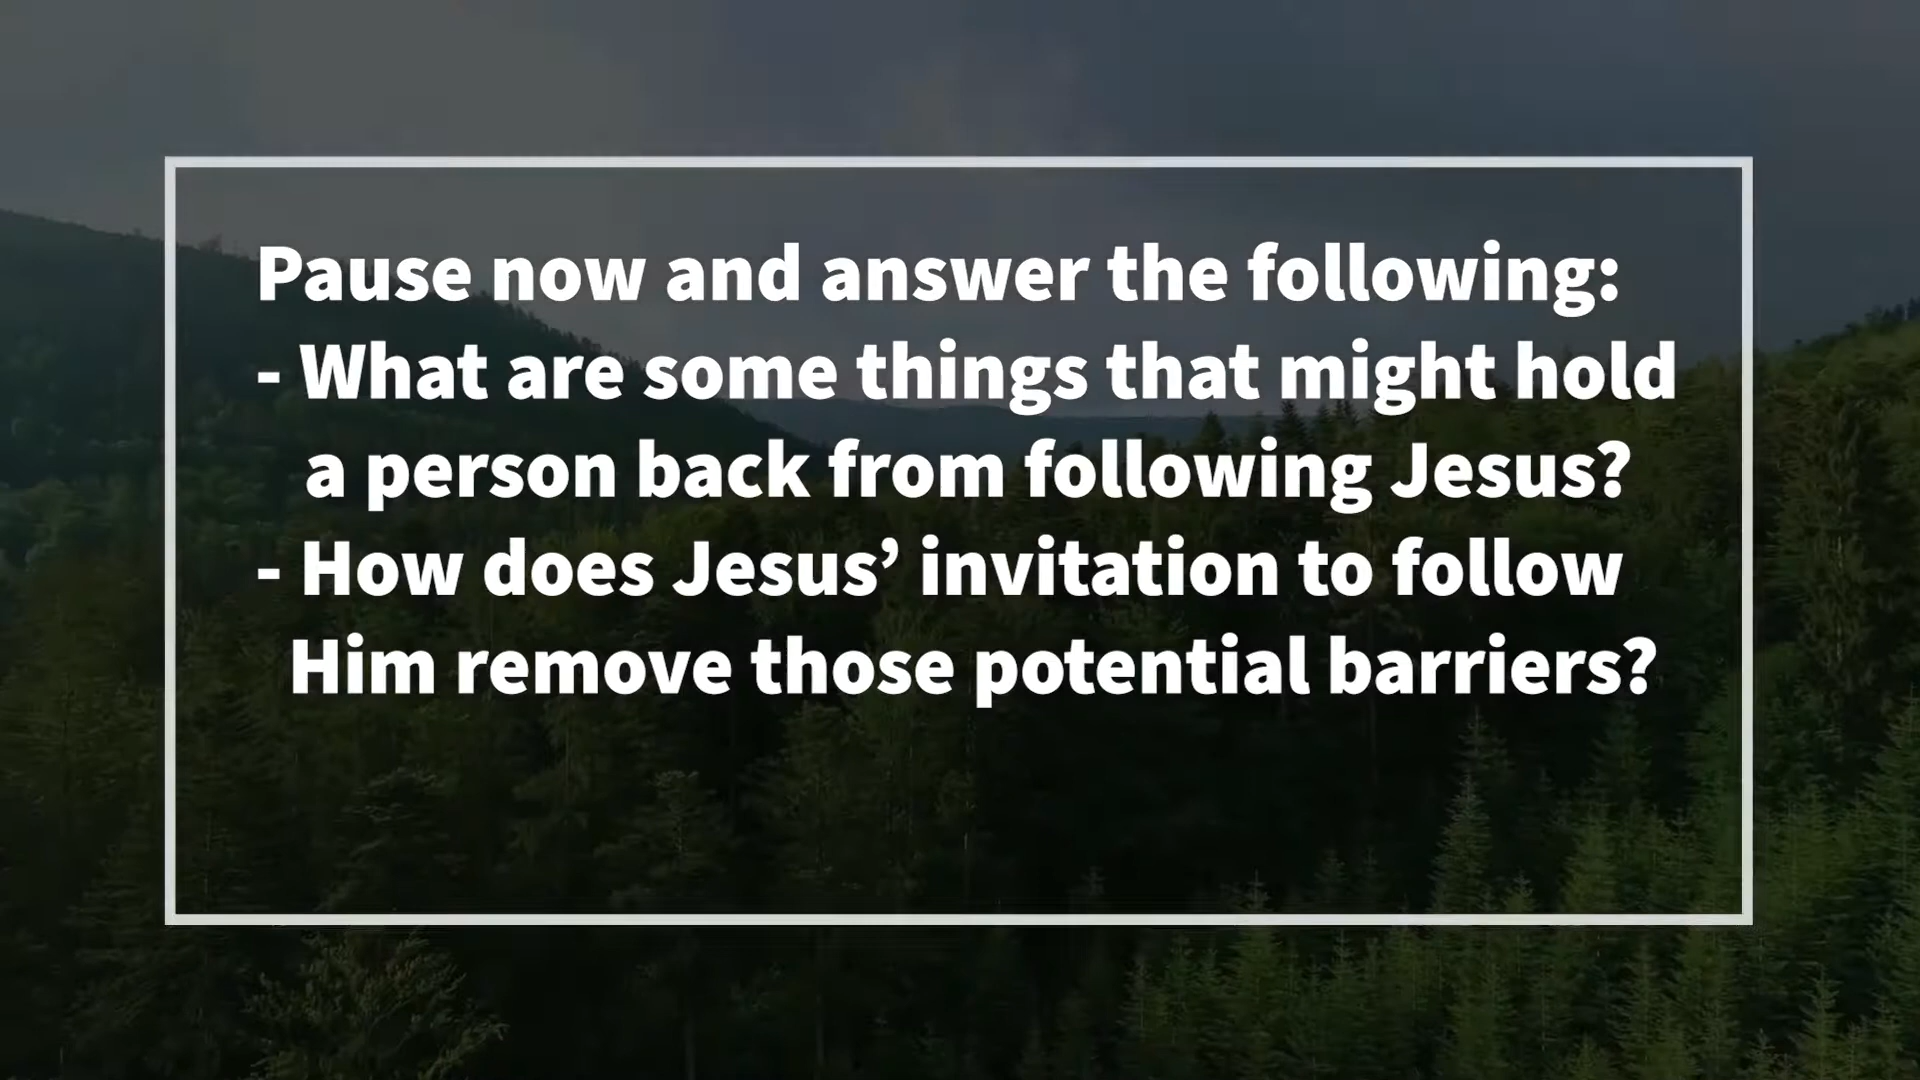 Pause now and answer the following:
- What are some things that might hold
a person back from following Jesus?
- How does Jesus’ invitation to follow
Him remove those potential barriers?